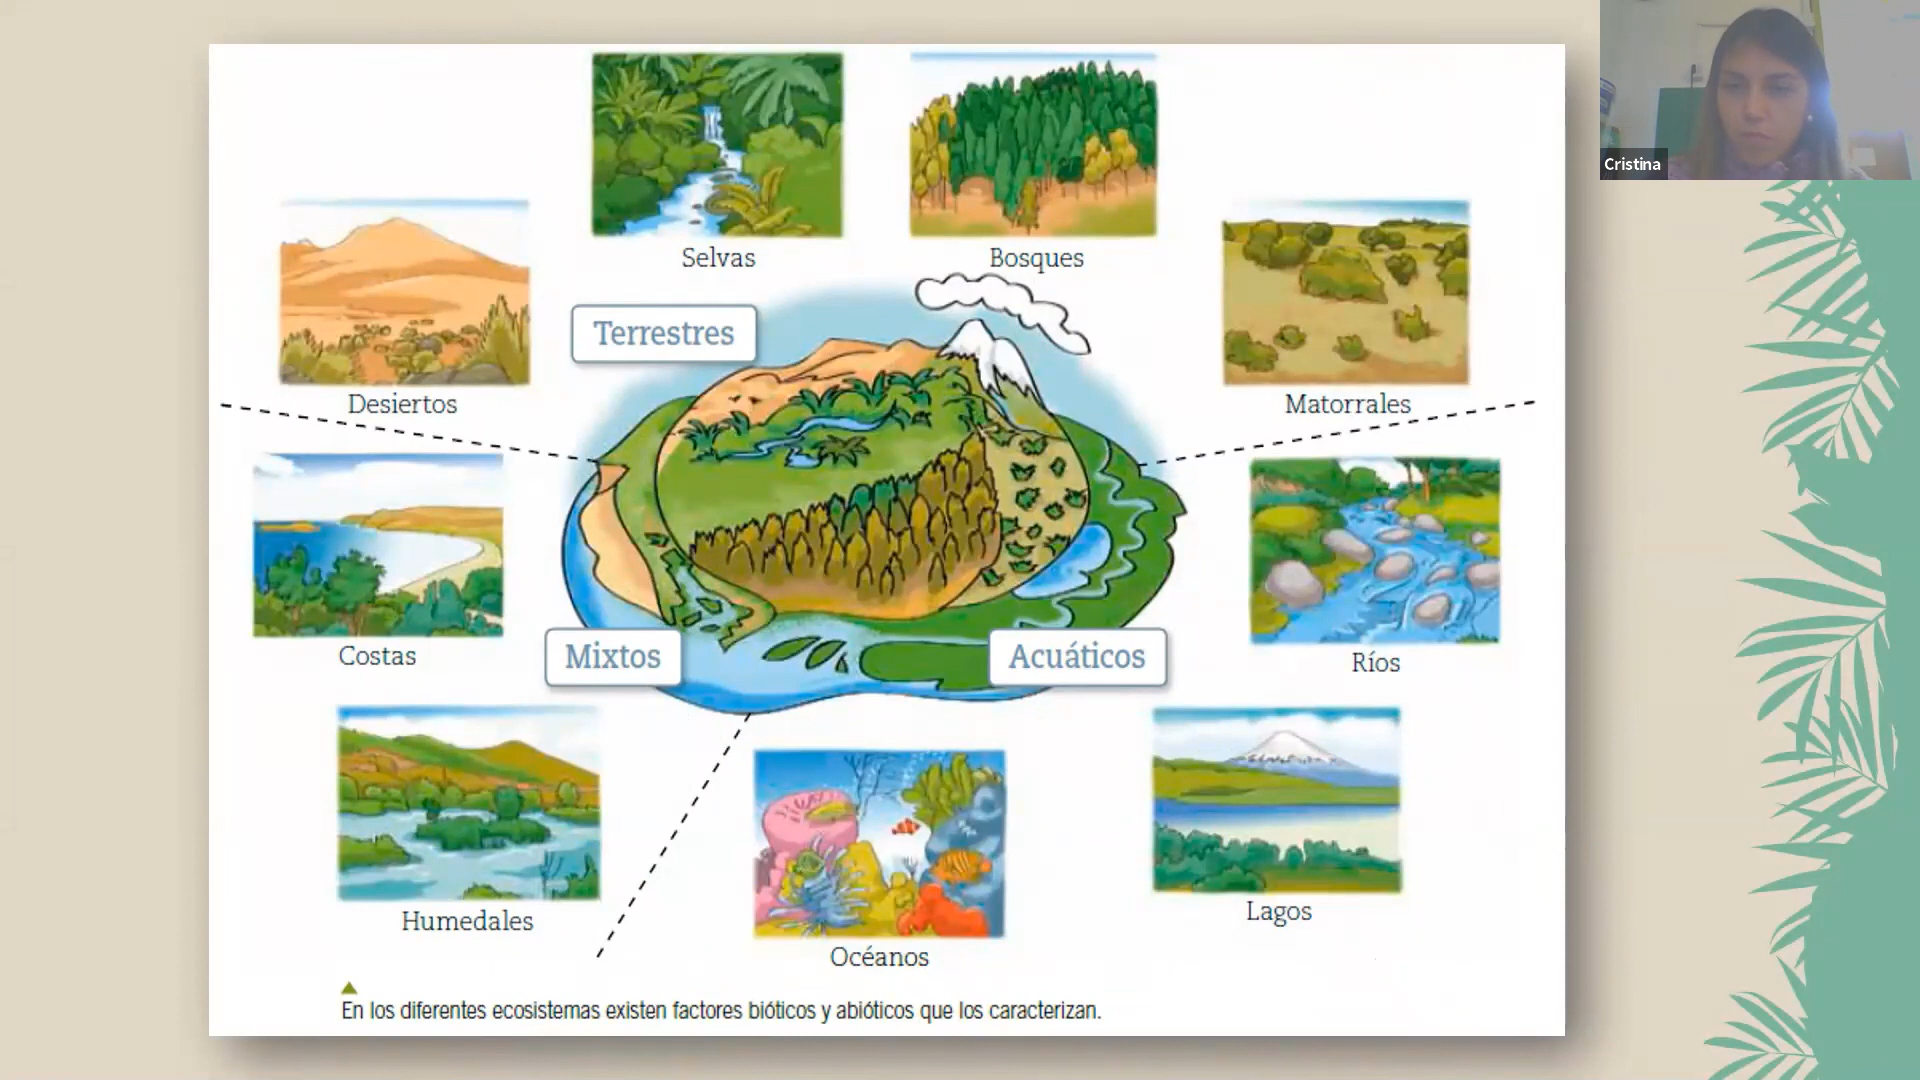 Cristina
Selvas
Bosques
Terrestres
Desiertos
Matorrales
Costas
Mixtos
Acuáticos
Ríos
Humedales
Lagos
Océanos
En los diferentes ecosistemas existen factores bióticos y abióticos que los caracterizan.